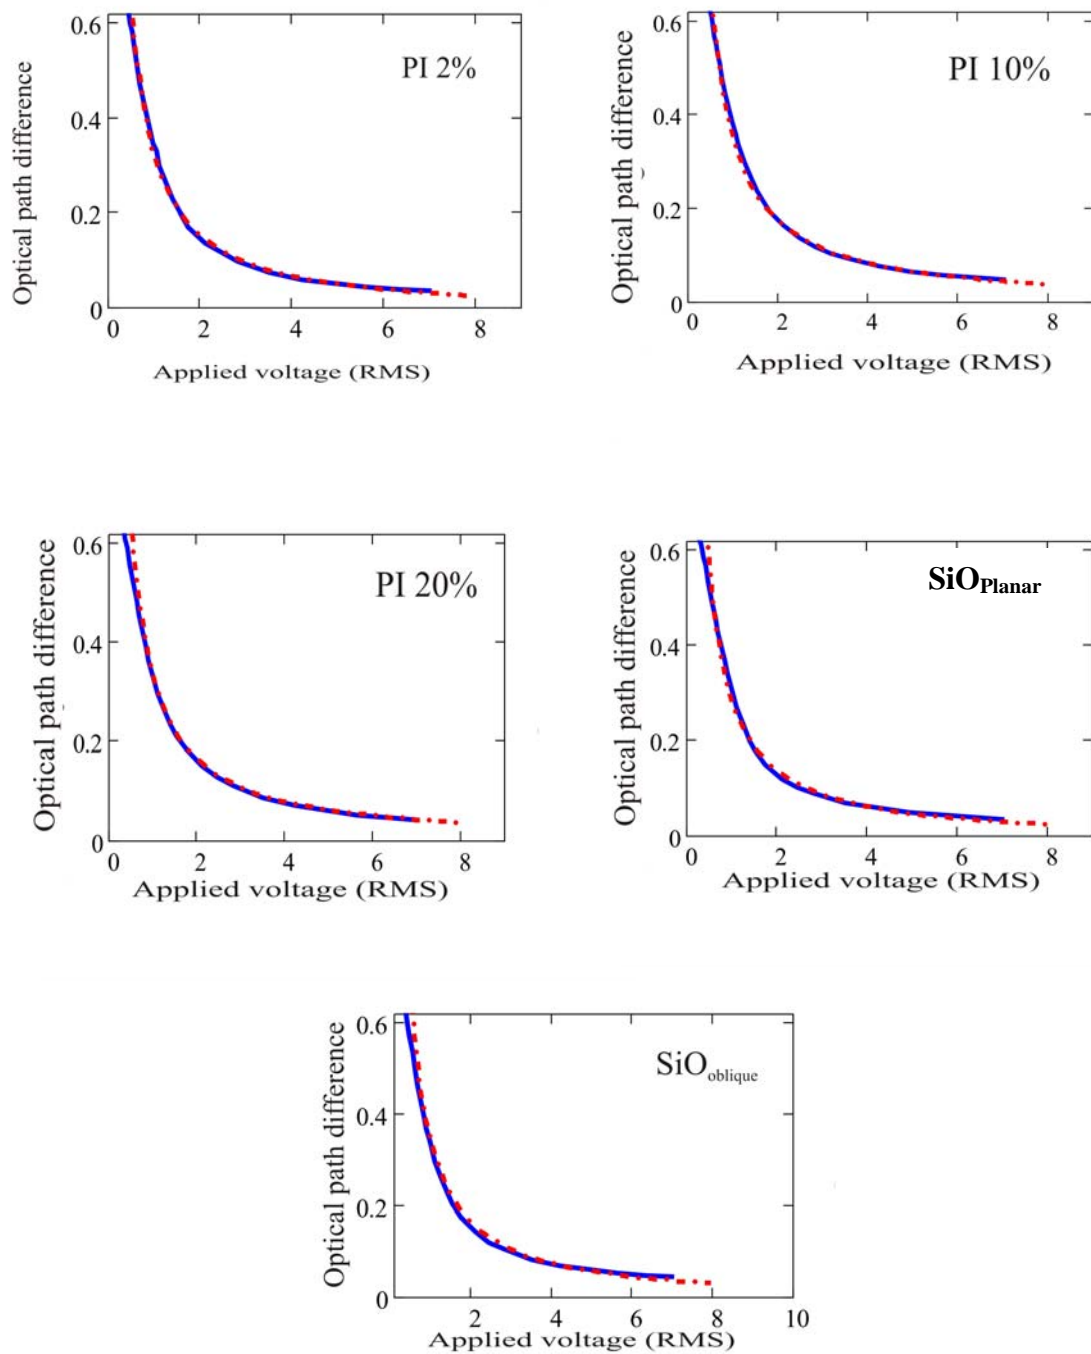 0.6
PI 2%
0.4
0.2
0
0 2 4 6 8
Optical path difference
Applied voltage (RMS)
0.6
PI 10%
0.4
0.2
0
0 2 4 6 8
Optical path difference
Applied voltage (RMS)
0.6
PI 20%
0.4
0.2
0
0 2 4 6 8
Optical path difference
Applied voltage (RMS)
0.6
SiOPlanar
0.4
0.2
0
0 2 4 6 8
Optical path difference
Applied voltage (RMS)
0.6
SiOoblique
0.4
0.2
0
2 4 6 8 10
Optical path difference
Applied voltage (RMS)